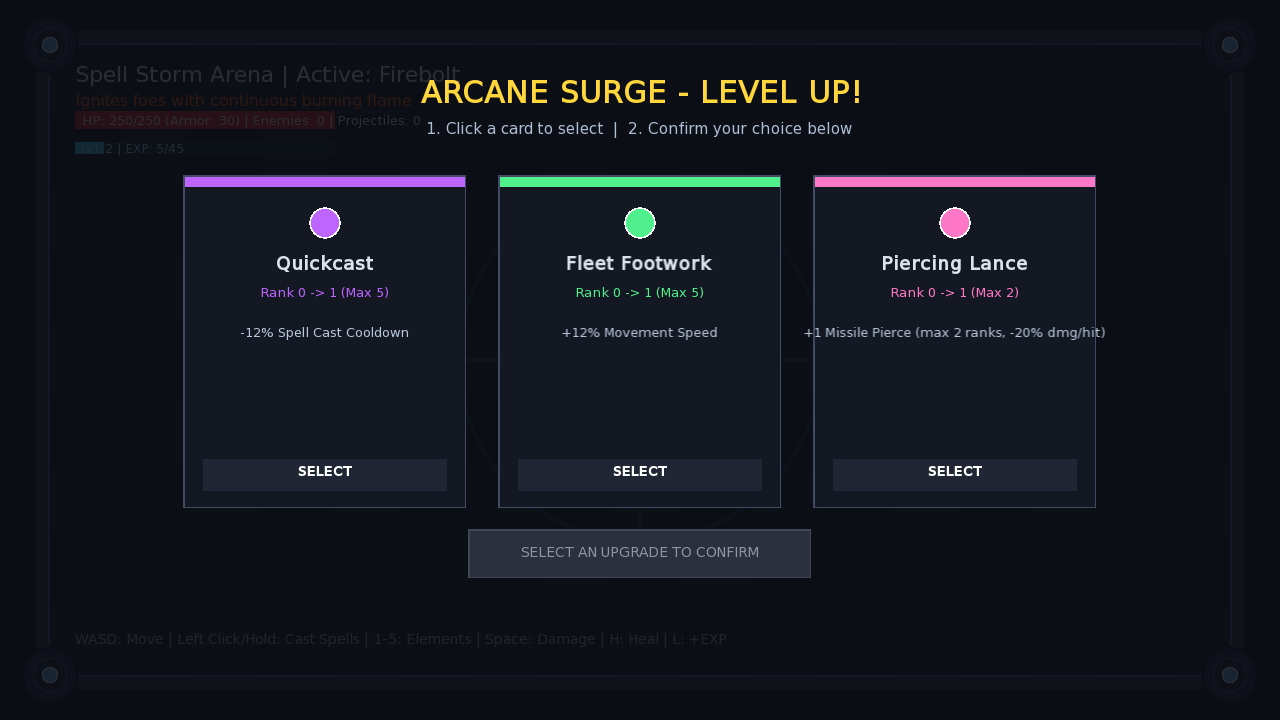 Spell Storm Arena | Active: Firebolt
Ignites foes with continuous burning flame
HP: 250/250 (Armor: 30) | Enemies: 0 | Projectiles: 0
LVL 2 | EXP: 5/45
ARCANE SURGE - LEVEL UP!
1. Click a card to select | 2. Confirm your choice below
Quickcast
Rank 0 -> 1 (Max 5)
-12% Spell Cast Cooldown
SELECT
Fleet Footwork
Rank 0 -> 1 (Max 5)
+12% Movement Speed
SELECT
Piercing Lance
Rank 0 -> 1 (Max 2)
+1 Missile Pierce (max 2 ranks, -20% dmg/hit)
SELECT
SELECT AN UPGRADE TO CONFIRM
WASD: Move | Left Click/Hold: Cast Spells | 1-5: Elements | Space: Damage | H: Heal | L: +EXP